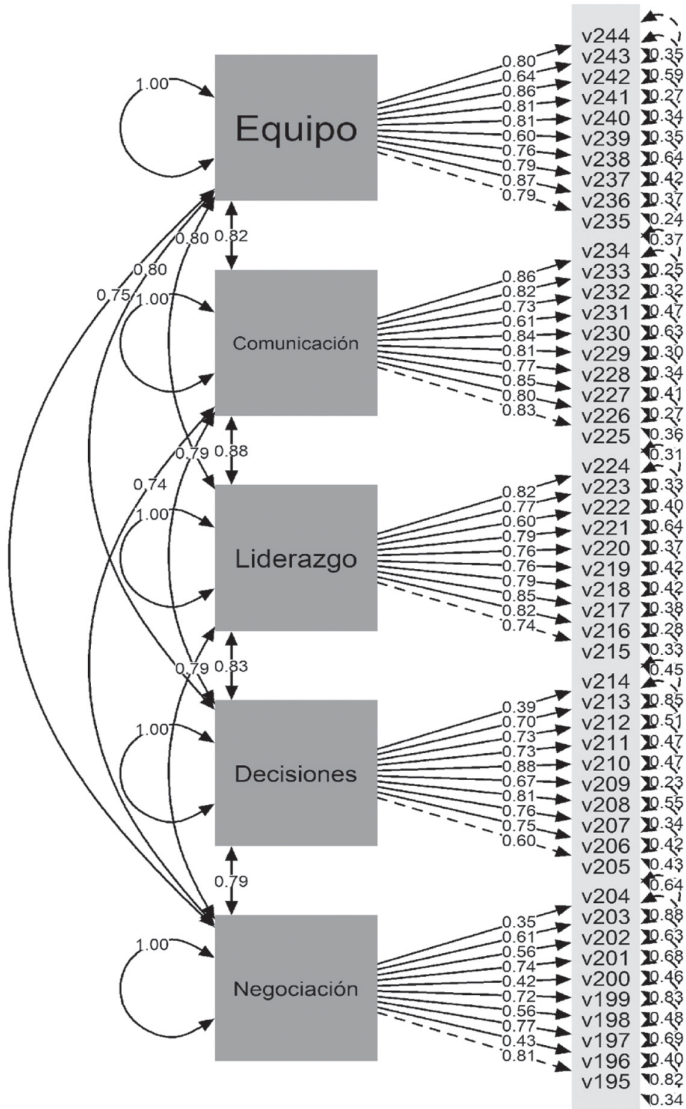 v244
0.80 v243 0.35
0.64 v242 0.59
1.00 0.86 v241 0.27
0.81 v240 0.34
Equipo 0.81 v239 0.35
0.60 v238 0.64
0.76 v237 0.42
0.79 v236 0.37
0.87 v235 0.24
0.79
0.80 0.82 0.37
v234
0.80 0.86 v233 0.25
0.75 1.00 0.82 v232 0.32
0.73 v231 0.47
0.61 v230 0.63
Comunicación 0.84 v229 0.30
0.81 v228 0.34
0.77 v227 0.41
0.85 v226 0.27
0.80 v225 0.36
0.83
0.79 0.88 0.31
v224
0.74 0.82 v223 0.33
1.00 0.77 v222 0.40
0.60 v221 0.64
0.79 v220 0.37
Liderazgo 0.76 v219 0.42
0.76 v218 0.42
0.79 v217 0.38
0.85 v216 0.28
0.82 v215 0.33
0.74
0.79 0.83 0.45
v214
0.39 v213 0.85
0.70 v212 0.51
1.00 0.73 v211 0.47
0.73 v210 0.47
Decisiones 0.88 v209 0.23
0.67 v208 0.55
0.81 v207 0.34
0.76 v206 0.42
0.75 v205 0.43
0.60
0.79 0.64
v204
0.35 v203 0.88
0.61 v202 0.63
1.00 0.56 v201 0.68
0.74 v200 0.46
Negociación 0.42 v199 0.83
0.72 v198 0.48
0.56 v197 0.69
0.77 v196 0.40
0.43 v195 0.82
0.81
0.34